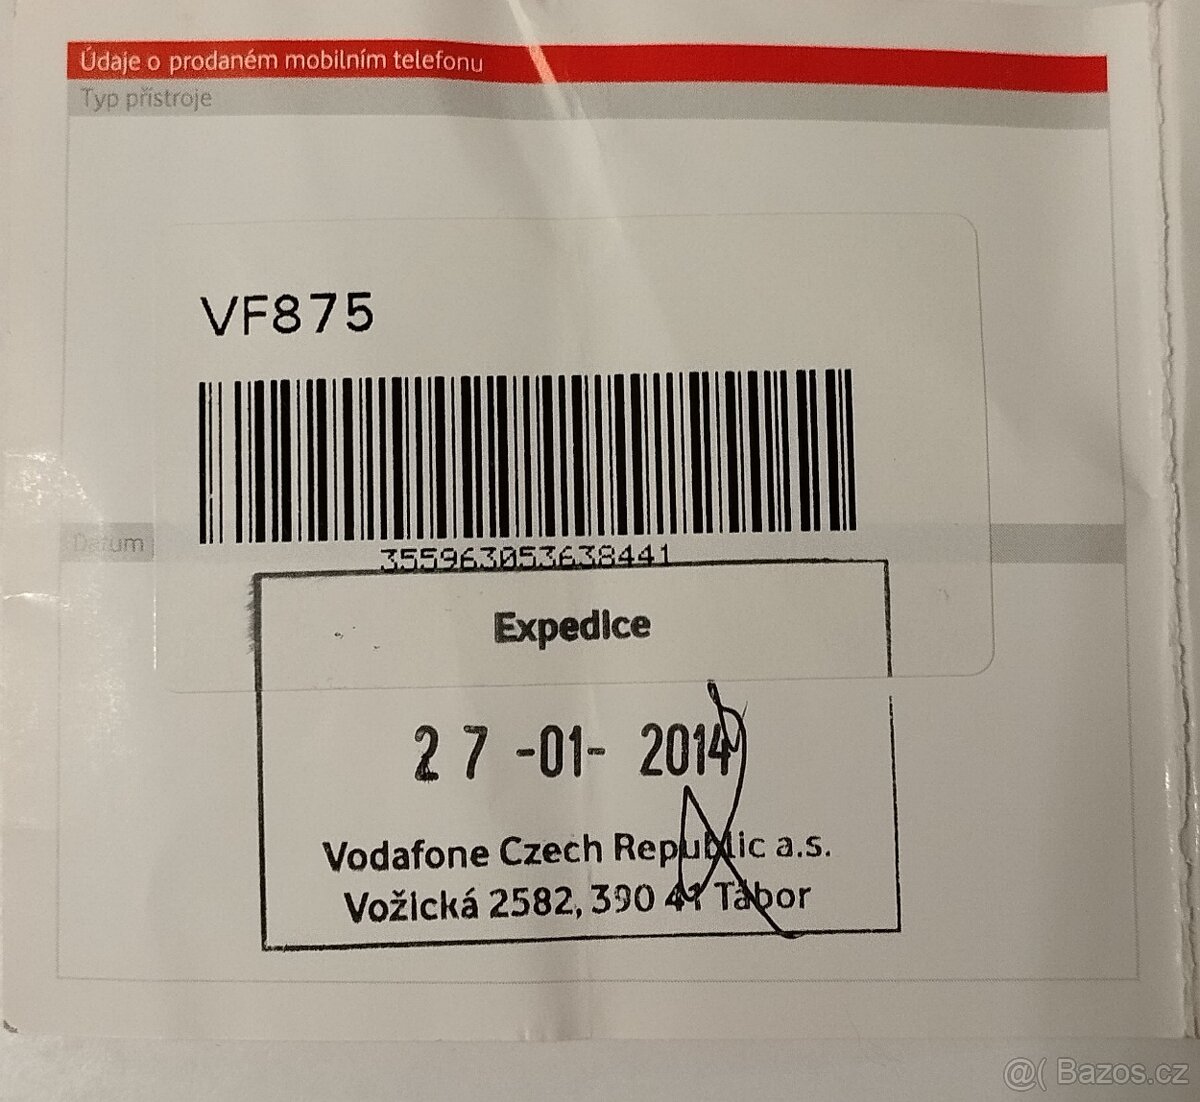 Údaje o prodaném mobilním telefonu
Typ přístroje
VF875
Datum
355963053638441
Expedice
27 -01- 2014
Vodafone Czech Republic a.s.
Vožická 2582, 390 41 Tábor
@( Bazos.cz